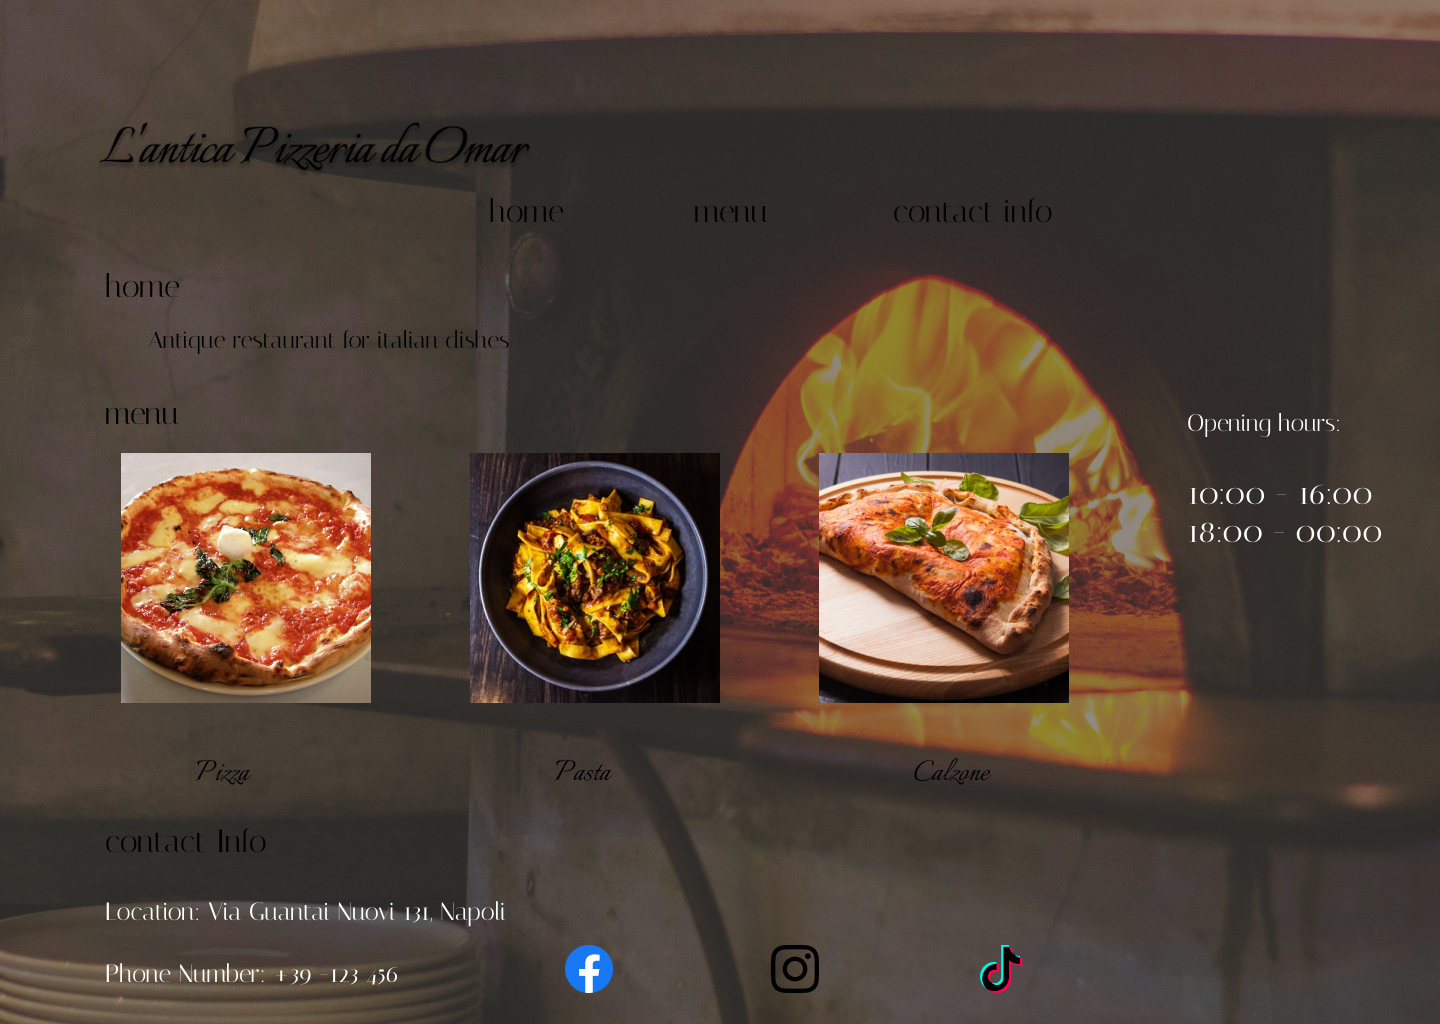 L'antica Pizzeria da Omar
home menu contact info
home
Antique restaurant for italian dishes
menu
Opening hours:
10:00 - 16:00
18:00 - 00:00
Pizza Pasta Calzone
contact Info
Location: Via Guantai Nuovi 131, Napoli
Phone Number: +39 -123 456